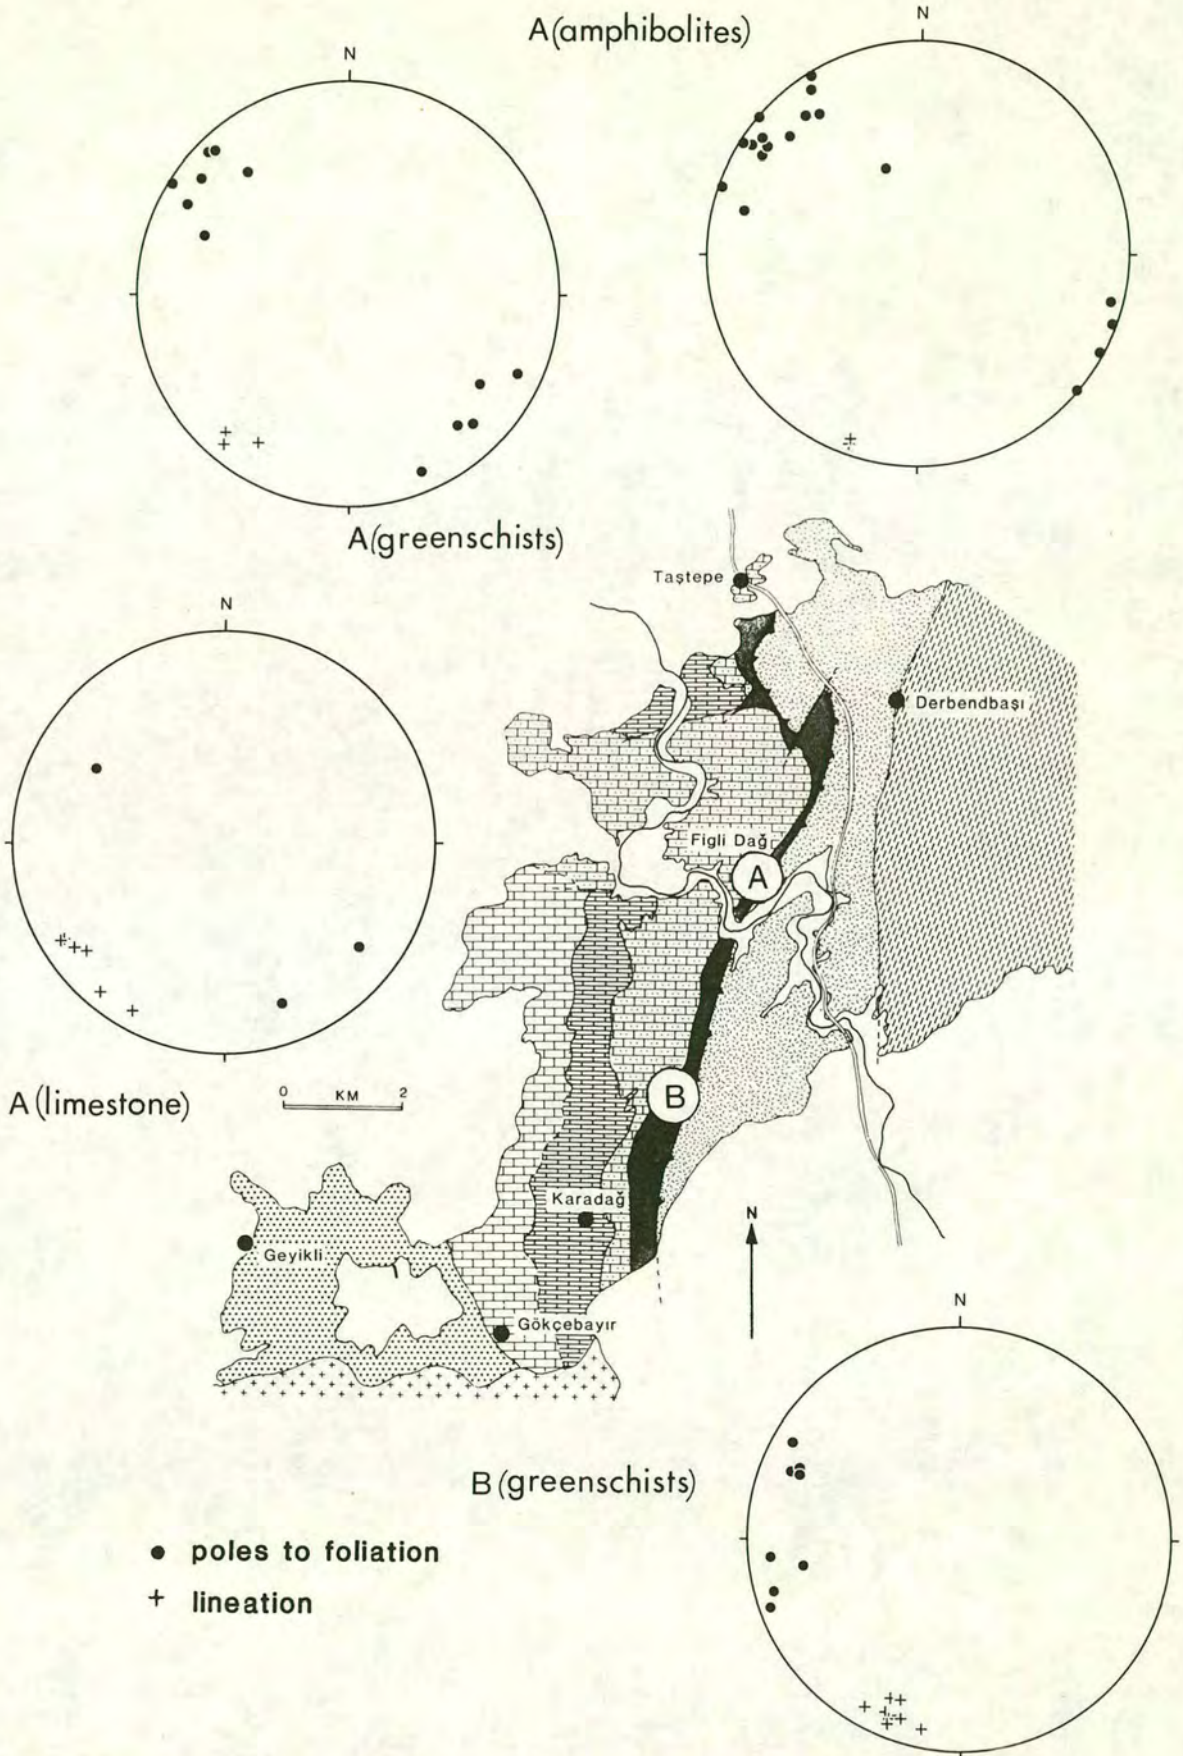 A(amphibolites)
N
N
A(greenschists)
Taştepe
N
Derbendbaşı
Figli Dağ
A
A (limestone)
0 KM 2
B
Karadağ
N
Geyikli
Gökçebayır
N
B (greenschists)
poles to foliation
lineation